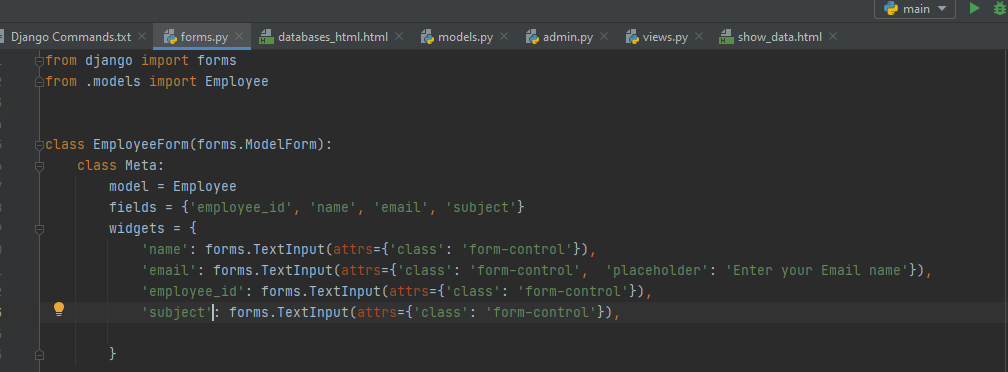 main
Django Commands.txt forms.py databases_html.html models.py admin.py views.py show_data.html
from django import forms
from .models import Employee
class EmployeeForm(forms.ModelForm):
class Meta:
model = Employee
fields = {'employee_id', 'name', 'email', 'subject'}
widgets = {
'name': forms.TextInput(attrs={'class': 'form-control'}),
'email': forms.TextInput(attrs={'class': 'form-control',  'placeholder': 'Enter your Email name'}),
'employee_id': forms.TextInput(attrs={'class': 'form-control'}),
'subject': forms.TextInput(attrs={'class': 'form-control'}),
}